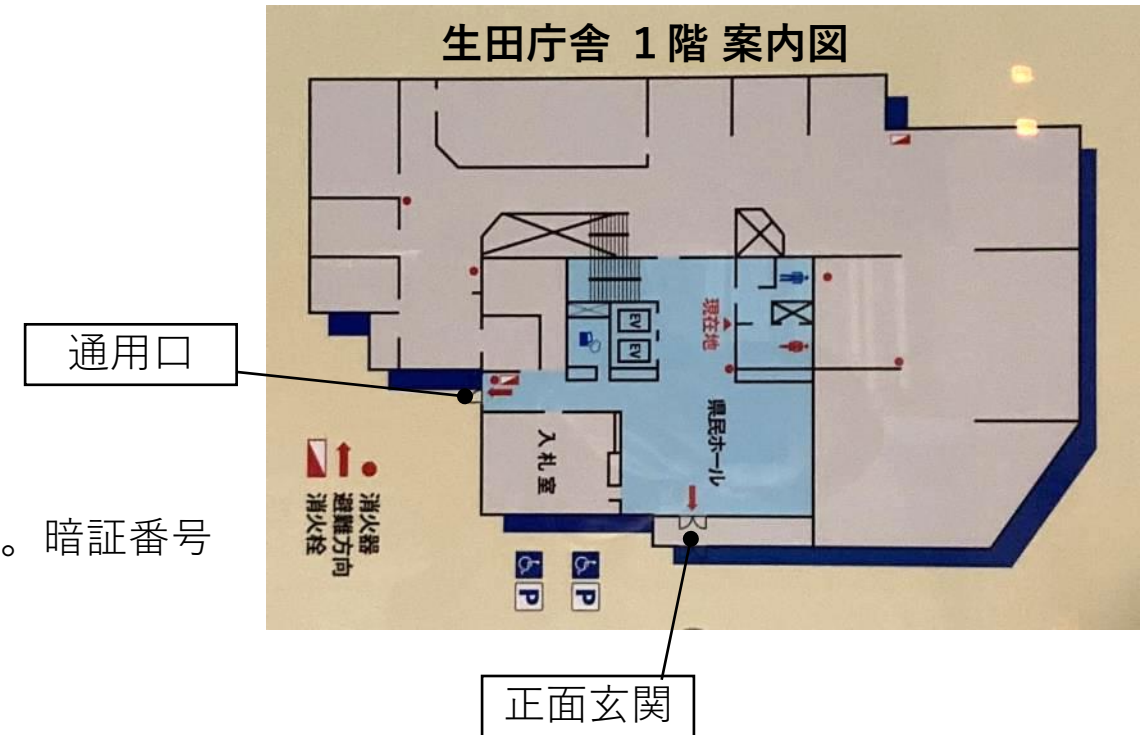 生田庁舎 1階 案内図
EV
EV
現在地
通用口
県民ホール
入札室
消火器
避難方向
消火栓
。暗証番号
P
P
正面玄関